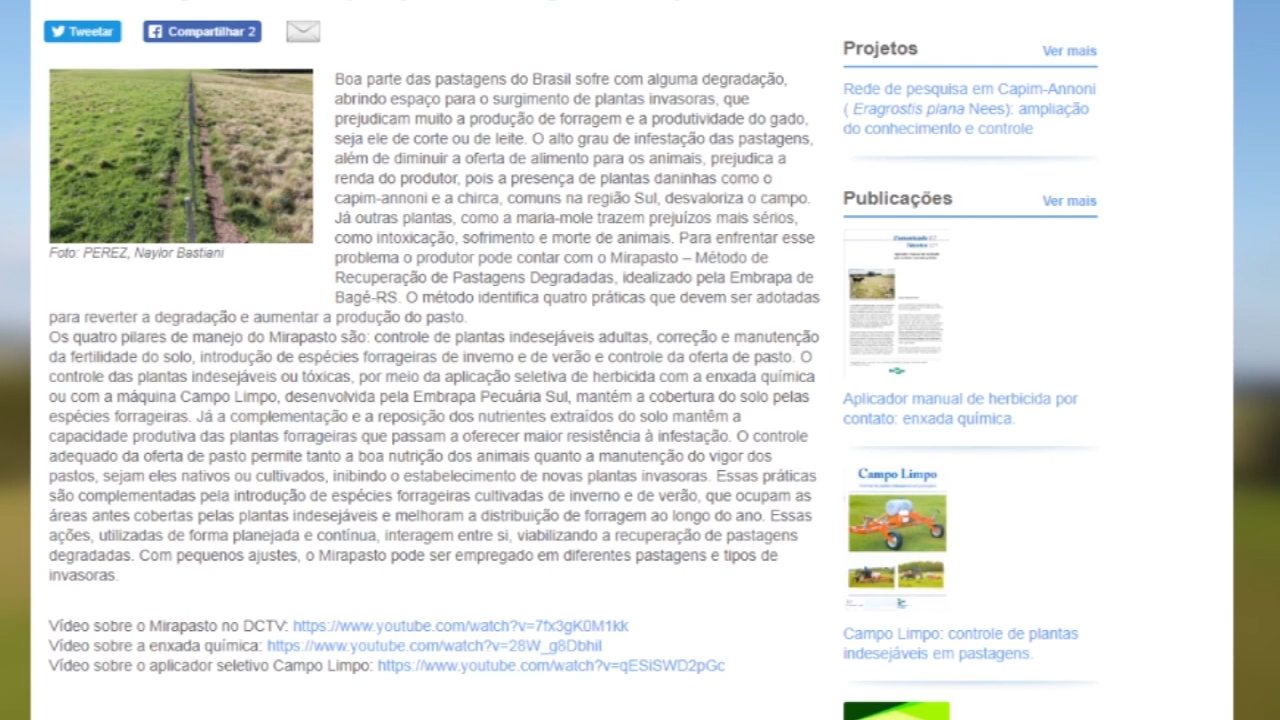 Tweetar
Compartilhar 2
Boa parte das pastagens do Brasil sofre com alguma degradação,
abrindo espaço para o surgimento de plantas invasoras, que
prejudicam muito a produção de forragem e a produtividade do gado,
seja ele de corte ou de leite. O alto grau de infestação das pastagens,
além de diminuir a oferta de alimento para os animais, prejudica a
renda do produtor, pois a presença de plantas daninhas como o
capim-annoni e a chirca, comuns na região Sul, desvaloriza o campo.
Já outras plantas, como a maria-mole trazem prejuízos mais sérios,
como intoxicação, sofrimento e morte de animais. Para enfrentar esse
problema o produtor pode contar com o Mirapasto – Método de
Recuperação de Pastagens Degradadas, idealizado pela Embrapa de
Bagé-RS. O método identifica quatro práticas que devem ser adotadas
para reverter a degradação e aumentar a produção do pasto.
Foto: PEREZ, Naylor Bastiani
Os quatro pilares de manejo do Mirapasto são: controle de plantas indesejáveis adultas, correção e manutenção
da fertilidade do solo, introdução de espécies forrageiras de inverno e de verão e controle da oferta de pasto. O
controle das plantas indesejáveis ou tóxicas, por meio da aplicação seletiva de herbicida com a enxada química
ou com a máquina Campo Limpo, desenvolvida pela Embrapa Pecuária Sul, mantém a cobertura do solo pelas
espécies forrageiras. Já a complementação e a reposição dos nutrientes extraídos do solo mantêm a
capacidade produtiva das plantas forrageiras que passam a oferecer maior resistência à infestação. O controle
adequado da oferta de pasto permite tanto a boa nutrição dos animais quanto a manutenção do vigor dos
pastos, sejam eles nativos ou cultivados, inibindo o estabelecimento de novas plantas invasoras. Essas práticas
são complementadas pela introdução de espécies forrageiras cultivadas de inverno e de verão, que ocupam as
áreas antes cobertas pelas plantas indesejáveis e melhoram a distribuição de forragem ao longo do ano. Essas
ações, utilizadas de forma planejada e contínua, interagem entre si, viabilizando a recuperação de pastagens
degradadas. Com pequenos ajustes, o Mirapasto pode ser empregado em diferentes pastagens e tipos de
invasoras.
Vídeo sobre o Mirapasto no DCTV: https://www.youtube.com/watch?v=7fx3gK0M1kk
Vídeo sobre a enxada química: https://www.youtube.com/watch?v=28W_g8DbhiI
Vídeo sobre o aplicador seletivo Campo Limpo: https://www.youtube.com/watch?v=qESiSWD2pGc
Projetos Ver mais
Rede de pesquisa em Capim-Annoni
( Eragrostis plana Nees): ampliação
do conhecimento e controle
Publicações Ver mais
Comunicado
Técnico
Aplicador manual de herbicida por
contato: enxada química.
Campo Limpo
Campo Limpo: controle de plantas
indesejáveis em pastagens.